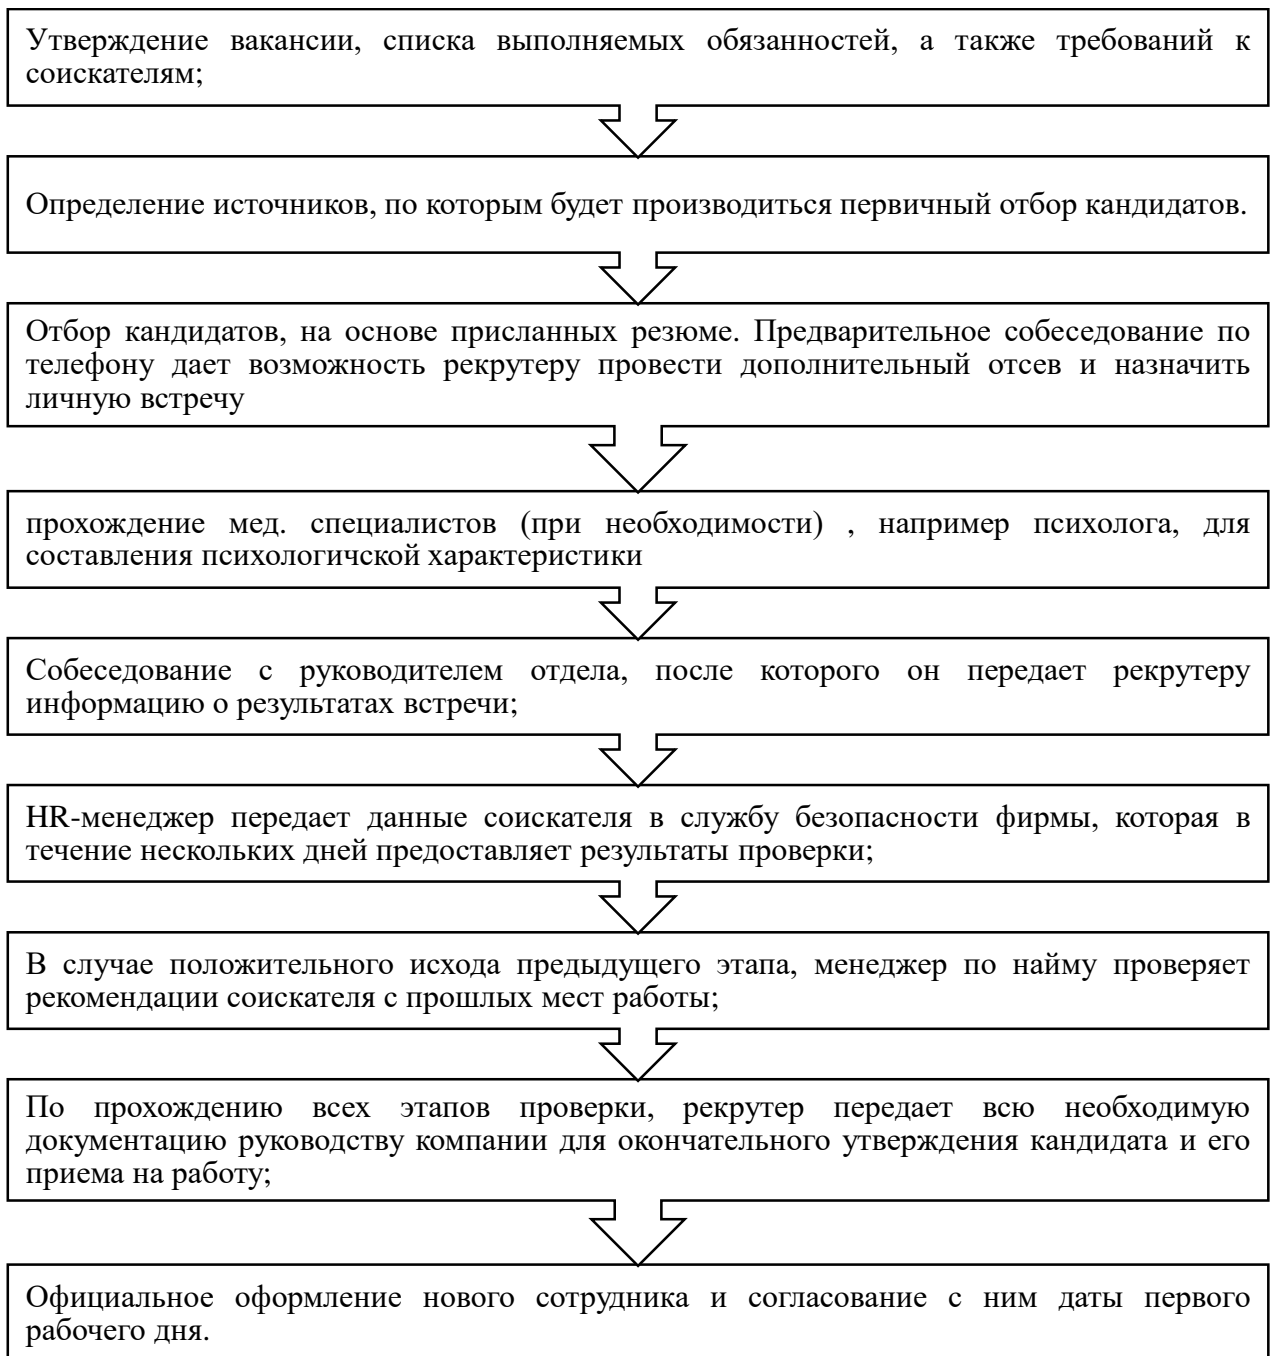 Утверждение вакансии, списка выполняемых обязанностей, а также требований к
соискателям;
Определение источников, по которым будет производиться первичный отбор кандидатов.
Отбор кандидатов, на основе присланных резюме. Предварительное собеседование по
телефону дает возможность рекрутеру провести дополнительный отсев и назначить
личную встречу
прохождение мед. специалистов (при необходимости) , например психолога, для
составления психологичской характеристики
Собеседование с руководителем отдела, после которого он передает рекрутеру
информацию о результатах встречи;
HR-менеджер передает данные соискателя в службу безопасности фирмы, которая в
течение нескольких дней предоставляет результаты проверки;
В случае положительного исхода предыдущего этапа, менеджер по найму проверяет
рекомендации соискателя с прошлых мест работы;
По прохождению всех этапов проверки, рекрутер передает всю необходимую
документацию руководству компании для окончательного утверждения кандидата и его
приема на работу;
Официальное оформление нового сотрудника и согласование с ним даты первого
рабочего дня.